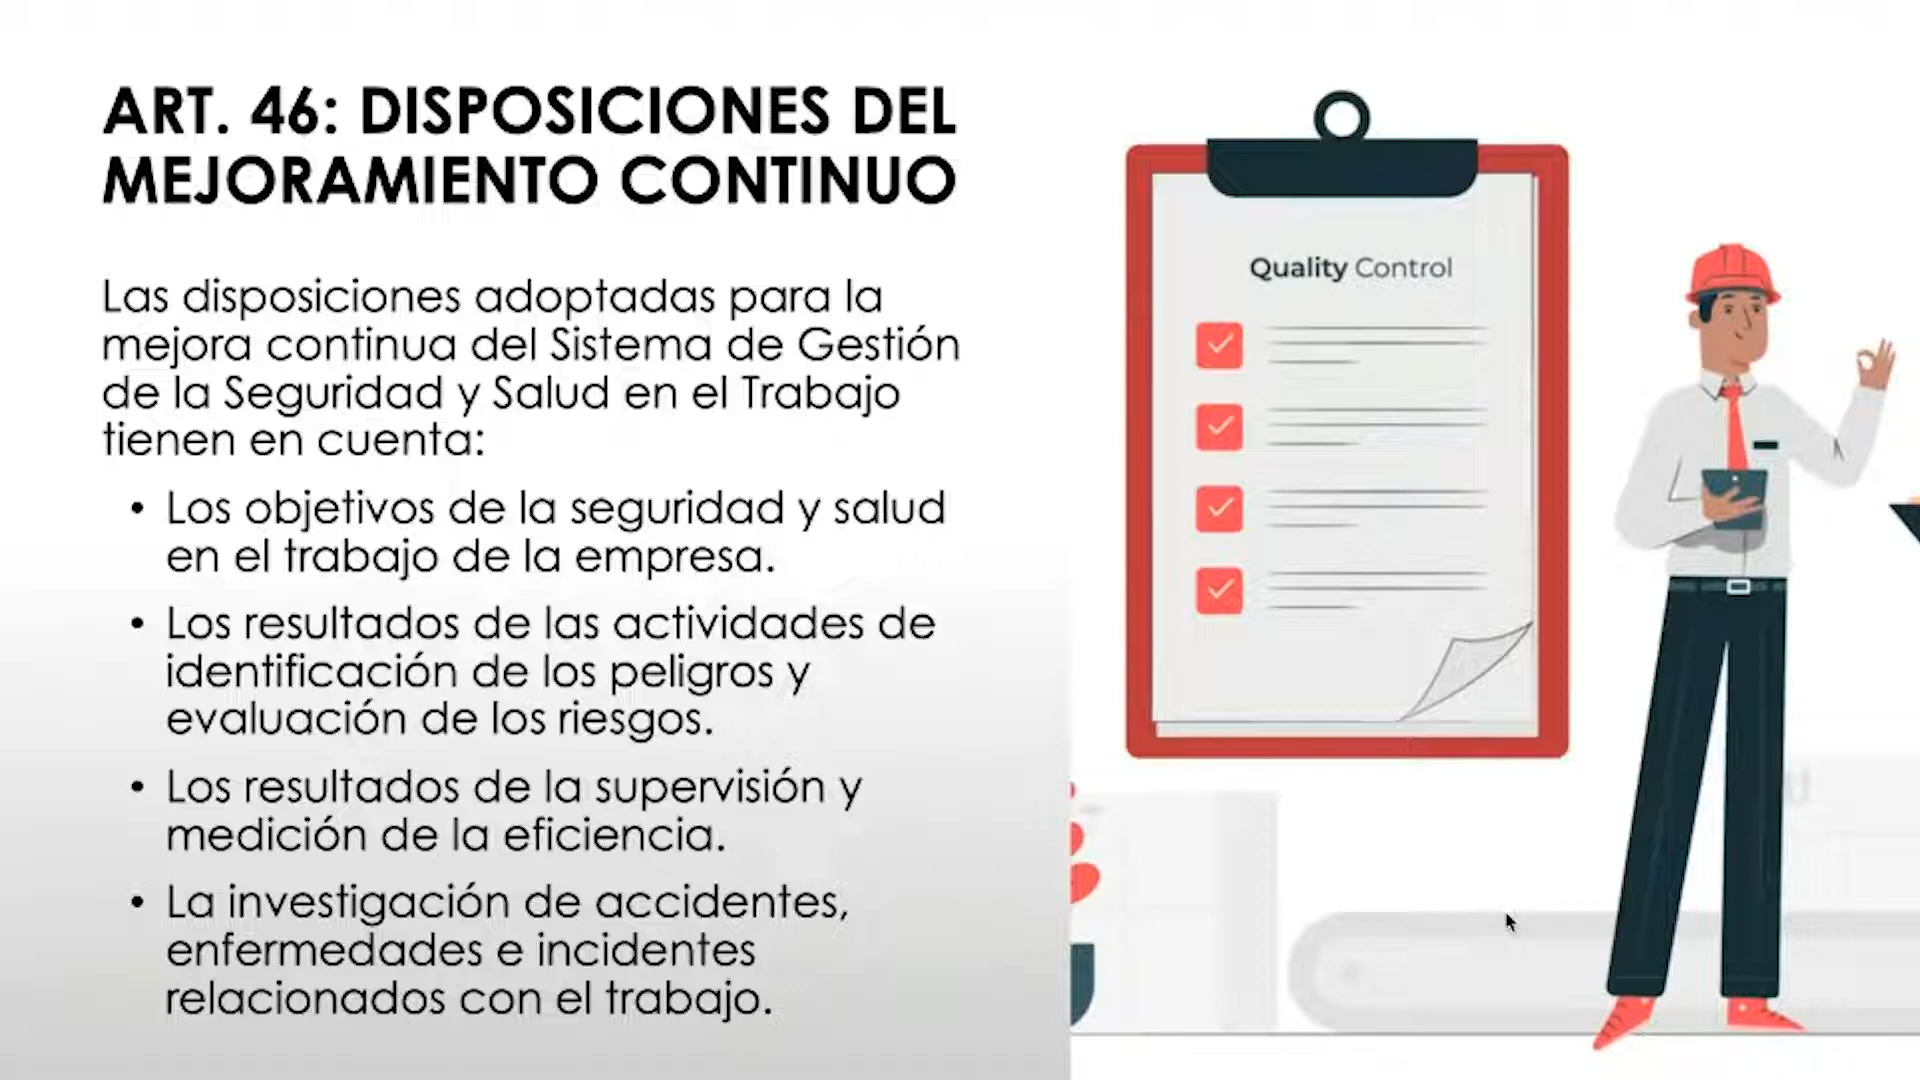 ART. 46: DISPOSICIONES DEL
MEJORAMIENTO CONTINUO
Las disposiciones adoptadas para la
mejora continua del Sistema de Gestión
de la Seguridad y Salud en el Trabajo
tienen en cuenta:
• Los objetivos de la seguridad y salud
en el trabajo de la empresa.
• Los resultados de las actividades de
identificación de los peligros y
evaluación de los riesgos.
• Los resultados de la supervisión y
medición de la eficiencia.
• La investigación de accidentes,
enfermedades e incidentes
relacionados con el trabajo.
Quality Control